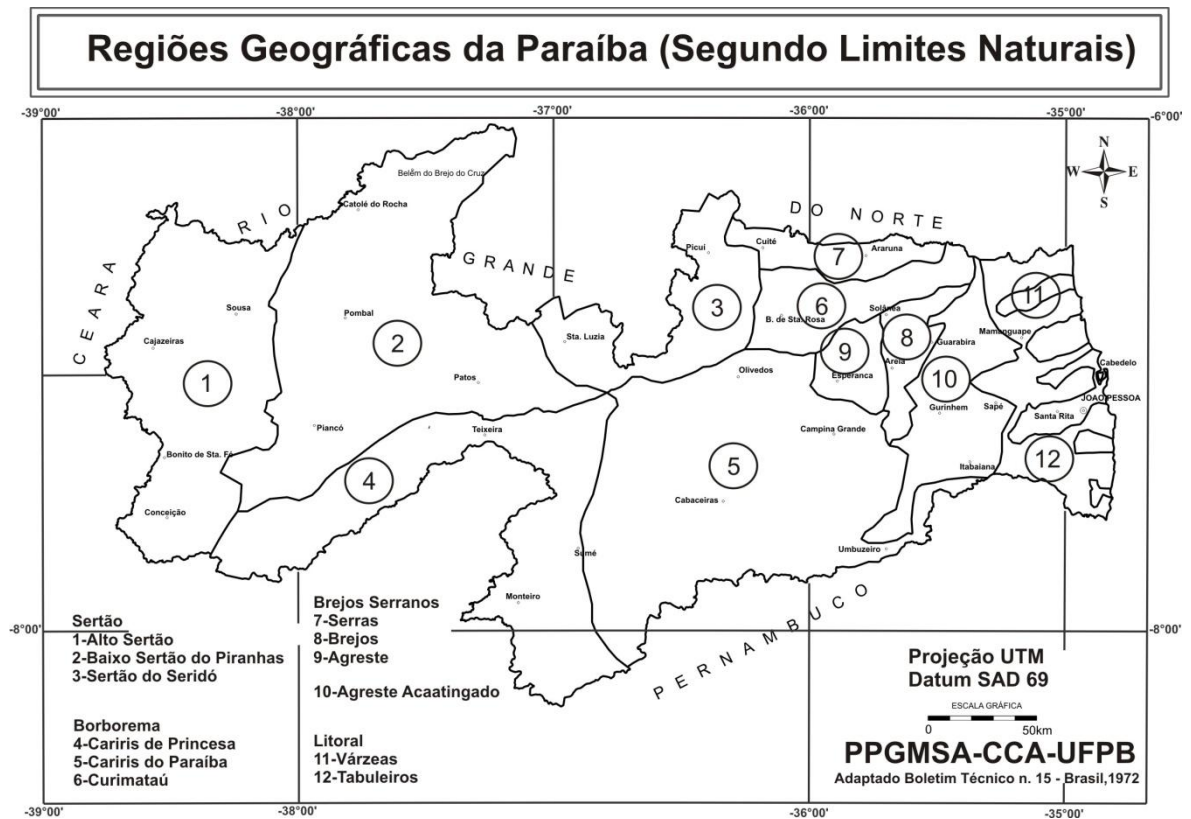 Regiões Geográficas da Paraíba (Segundo Limites Naturais)
-39°00'
-38°00'
-37°00'
-36°00'
-35°00'
-6°00'
N
W
E
S
Belém do Brejo do Cruz
Catolé do Rocha
RIO
GRANDE
DO NORTE
CEARA
PERNAMBUCO
Picuí
Cuité
7
Araruna
3
6
B. de Sta. Rosa
Solânea
11
Mamanguape
Sousa
Pombal
Cajazeiras
2
Sta. Luzia
8
Guarabira
9
Areia
Esperanca
Cabedelo
1
Patos
Olivedos
10
Gurinhem
Sapé
JOAO PESSOA
Santa Rita
Piancó
Teixeira
Campina Grande
Bonito de Sta. Fé
4
5
Itabaiana
12
Conceição
Cabaceiras
Sumé
Umbuzeiro
Monteiro
-8°00'
-8°00'
Sertão
1-Alto Sertão
2-Baixo Sertão do Piranhas
3-Sertão do Seridó
Borborema
4-Cariris de Princesa
5-Cariris do Paraíba
6-Curimataú
Brejos Serranos
7-Serras
8-Brejos
9-Agreste
10-Agreste Acaatingado
Litoral
11-Várzeas
12-Tabuleiros
Projeção UTM
Datum SAD 69
ESCALA GRÁFICA
0 50km
PPGMSA-CCA-UFPB
Adaptado Boletim Técnico n. 15 - Brasil,1972
-39°00'
-38°00'
-36°00'
-35°00'